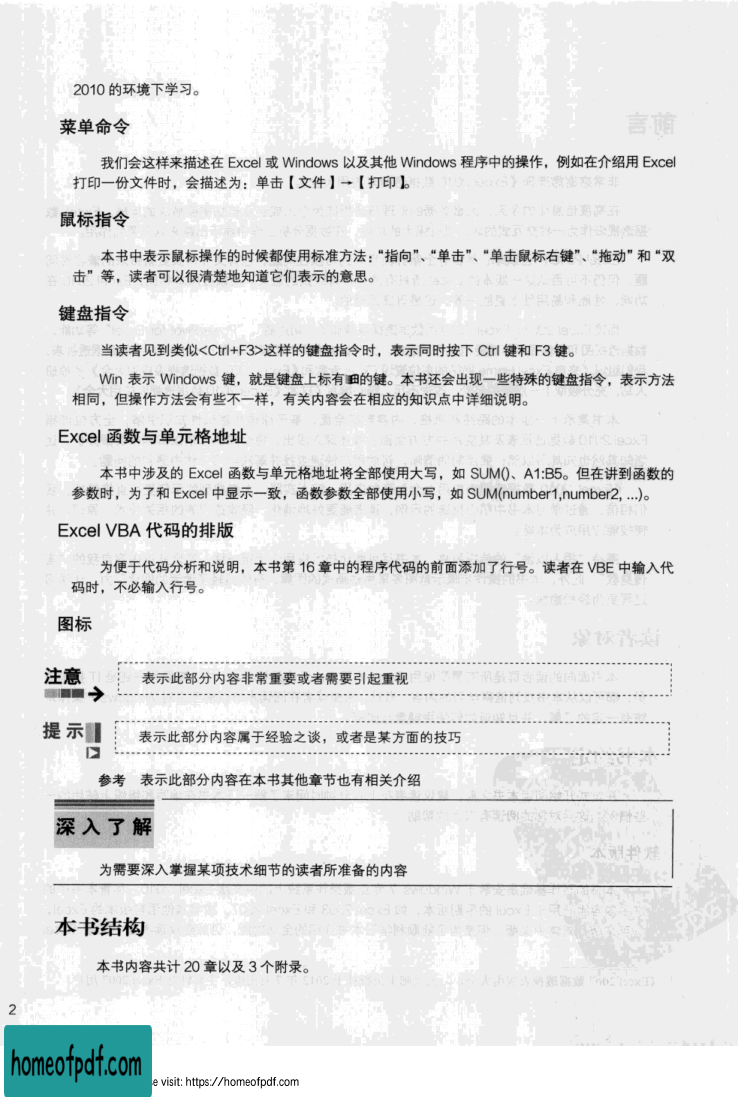 2010 的环境下学习。
菜单命令
我们会这样来描述在 Excel 或 Windows 以及其他 Windows 程序中的操作，例如在介绍用 Excel
打印一份文件时，会描述为：单击【文件】→【打印】。
鼠标指令
本书中表示鼠标操作的时候都使用标准方法：“指向”、“单击”、“单击鼠标右键”、“拖动”和“双
击”等，读者可以很清楚地知道它们表示的意思。
键盘指令
当读者见到类似<Ctrl+F3>这样的键盘指令时，表示同时按下 Ctrl 键和 F3 键。
Win 表示 Windows 键，就是键盘上标有的键。本书还会出现一些特殊的键盘指令，表示方法
相同，但操作方法会有些不一样，有关内容会在相应的知识点中详细说明。
Excel 函数与单元格地址
本书中涉及的 Excel 函数与单元格地址将全部使用大写，如 SUM()、A1:B5。但在讲到函数的
参数时，为了和 Excel 中显示一致，函数参数全部使用小写，如 SUM(number1,number2, ...)。
Excel VBA 代码的排版
为便于代码分析和说明，本书第 16 章中的程序代码的前面添加了行号。读者在 VBE 中输入代
码时，不必输入行号。
图标
注意 表示此部分内容非常重要或者需要引起重视
提示 表示此部分内容属于经验之谈，或者是某方面的技巧
参考 表示此部分内容在本书其他章节也有相关介绍
深入了解
为需要深入掌握某项技术细节的读者所准备的内容
本书结构
本书内容共计 20 章以及 3 个附录。
2
homeofpdf.com
e visit: https://homeofpdf.com